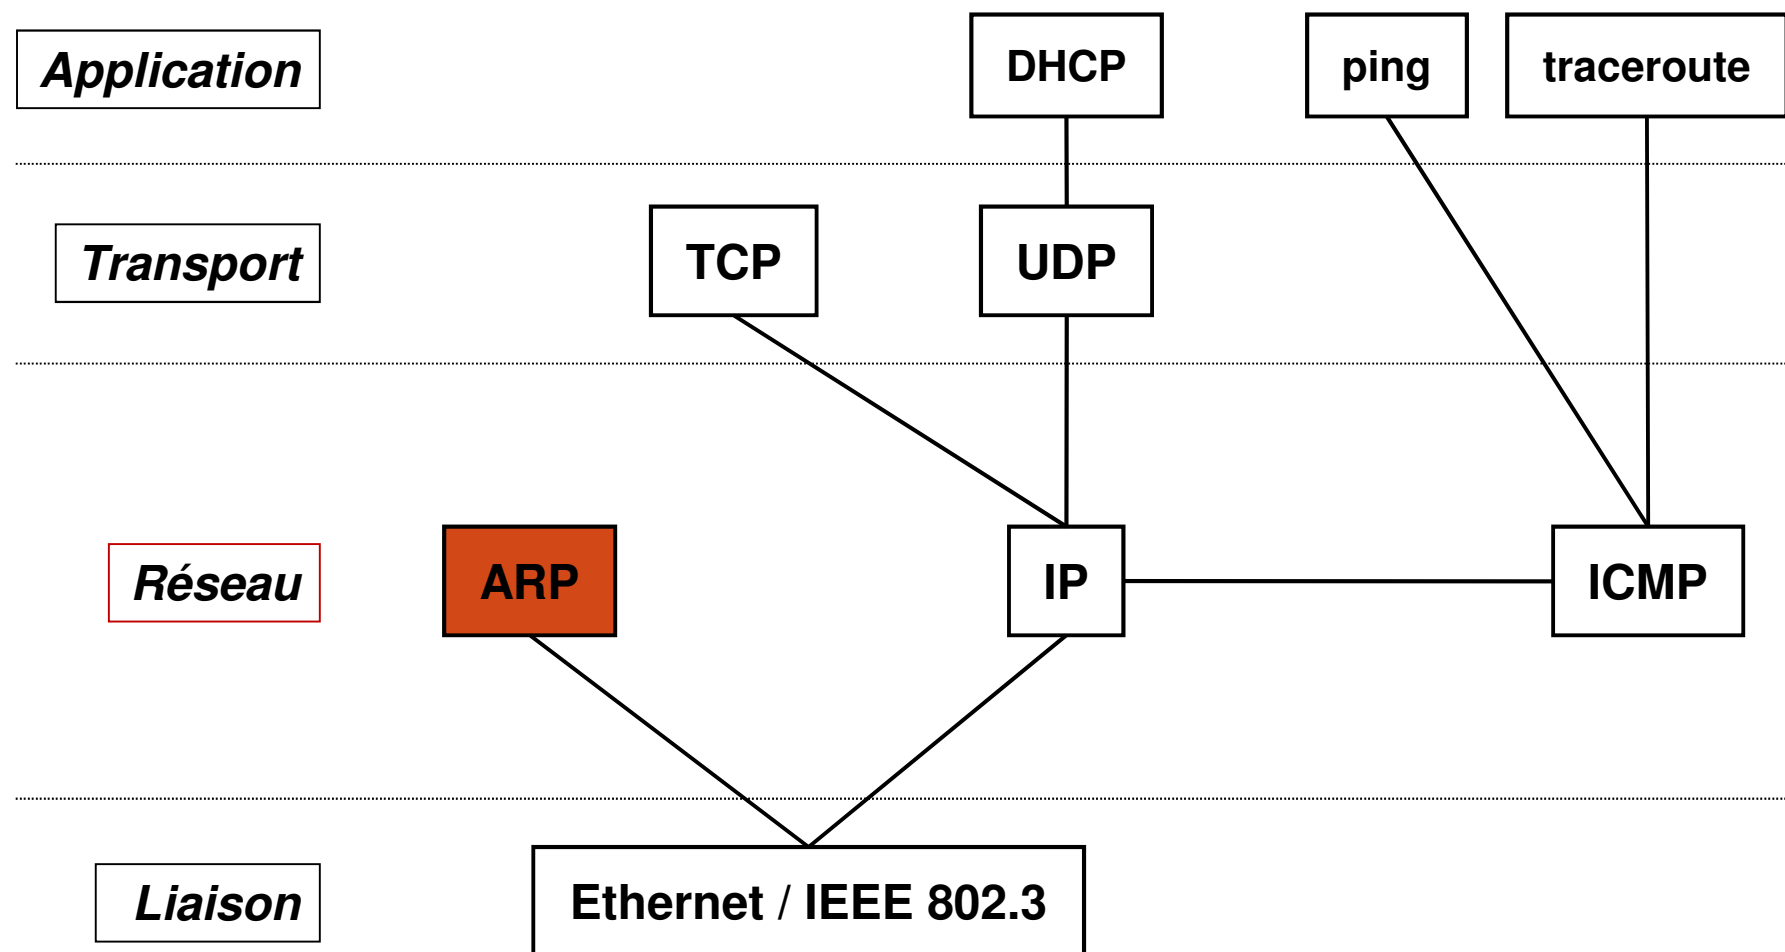 Application
DHCP
ping
traceroute
Transport
TCP
UDP
Réseau
ARP
IP
ICMP
Liaison
Ethernet / IEEE 802.3